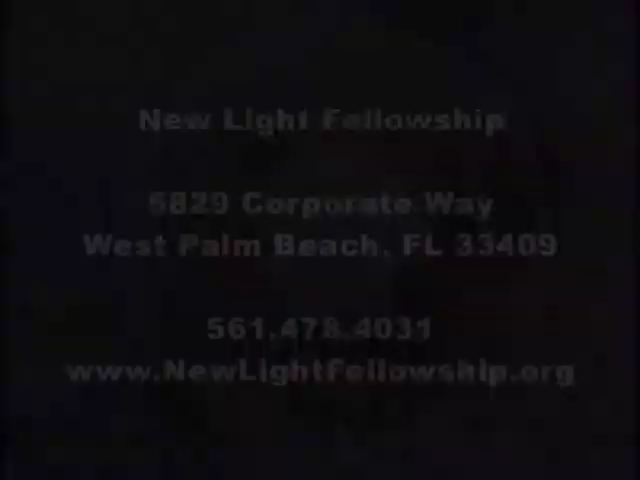 New Light Fellowship
5829 Corporate Way
West Palm Beach, FL 33409
561.478.4031
www.NewLightFellowship.org